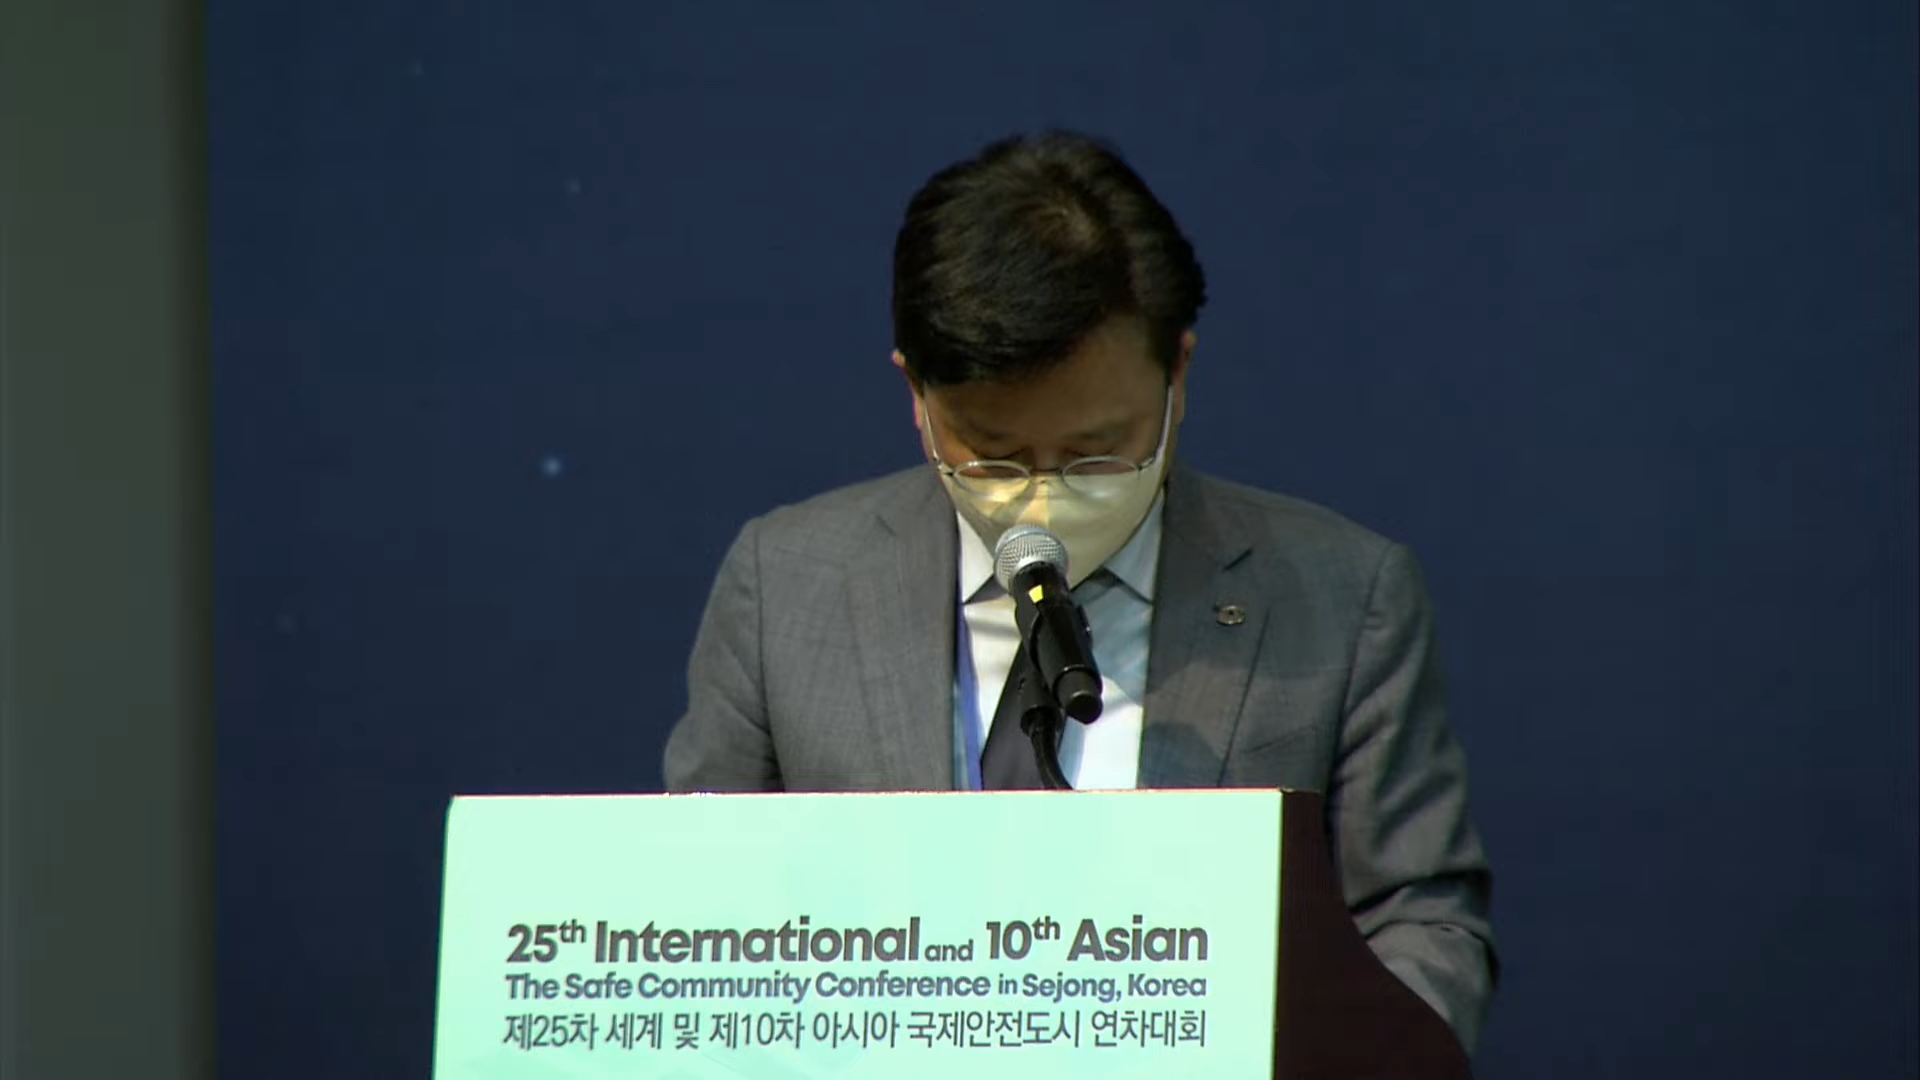 25th International and 10th Asian
The Safe Community Conference in Sejong, Korea
제25차 세계 및 제10차 아시아 국제안전도시 연차대회